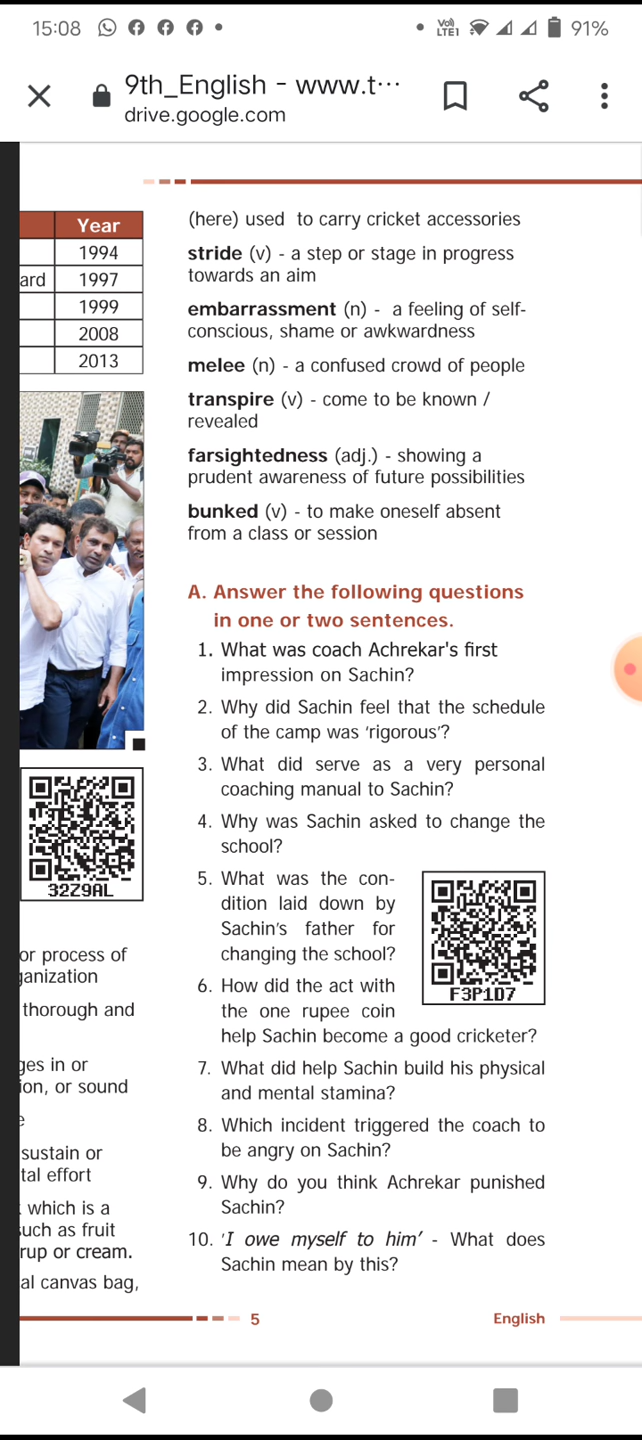 15:08
Vo))
LTE1
91%
9th_English - www.t···
drive.google.com
Year
1994
ard 1997
1999
2008
2013
32Z9AL
or process of
ganization
thorough and
ges in or
ion, or sound
e
sustain or
tal effort
which is a
such as fruit
rup or cream.
al canvas bag,
(here) used to carry cricket accessories
stride (v) - a step or stage in progress
towards an aim
embarrassment (n) - a feeling of self-
conscious, shame or awkwardness
melee (n) - a confused crowd of people
transpire (v) - come to be known /
revealed
farsightedness (adj.) - showing a
prudent awareness of future possibilities
bunked (v) - to make oneself absent
from a class or session
A. Answer the following questions
in one or two sentences.
1. What was coach Achrekar's first
impression on Sachin?
2. Why did Sachin feel that the schedule
of the camp was ‘rigorous’?
3. What did serve as a very personal
coaching manual to Sachin?
4. Why was Sachin asked to change the
school?
5. What was the con-
dition laid down by
Sachin’s father for
changing the school?
F3P1D7
6. How did the act with
the one rupee coin
help Sachin become a good cricketer?
7. What did help Sachin build his physical
and mental stamina?
8. Which incident triggered the coach to
be angry on Sachin?
9. Why do you think Achrekar punished
Sachin?
10. ‘I owe myself to him’ - What does
Sachin mean by this?
5
English